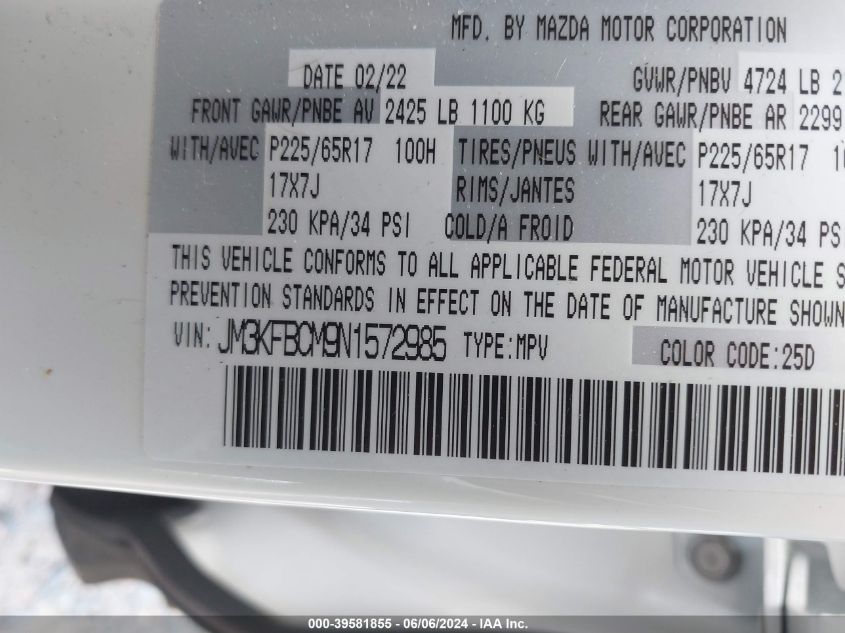 MFD. BY MAZDA MOTOR CORPORATION
DATE 02/22 GVWR/PNBV 4724 LB 2
FRONT GAWR/PNBE AV 2425 LB 1100 KG REAR GAWR/PNBE AR 2299
WITH/AVEC P225/65R17 100H TIRES/PNEUS WITH/AVEC P225/65R17 10
17X7J RIMS/JANTES 17X7J
230 KPA/34 PSI COLD/A FROID 230 KPA/34 PSI
THIS VEHICLE CONFORMS TO ALL APPLICABLE FEDERAL MOTOR VEHICLE S
PREVENTION STANDARDS IN EFFECT ON THE DATE OF MANUFACTURE SHOWN
VIN: JM3KFBCM9N1572985 TYPE:MPV COLOR CODE:25D
000-39581855 - 06/06/2024 - IAA Inc.